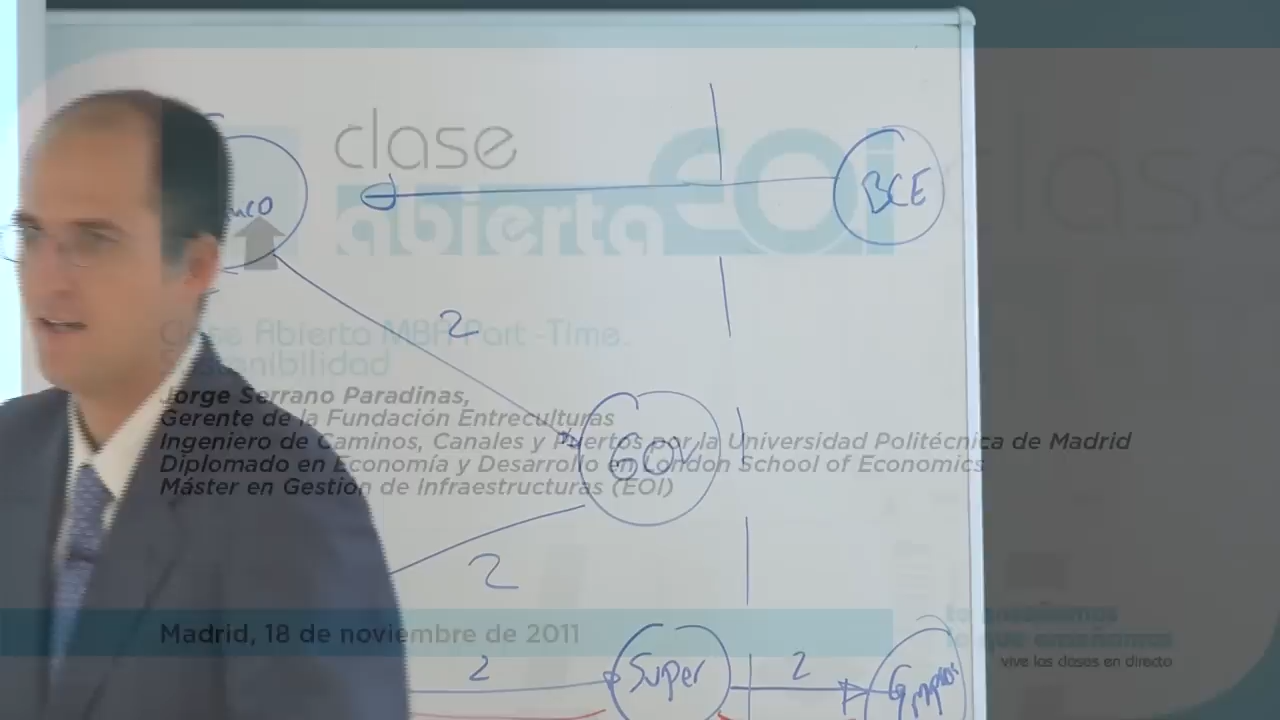 clase
BCE
abierta EOi
clase
2
Clase Abierta MBA Part -Time.
Sostenibilidad
Jorge Serrano Paradinas,
Gerente de la Fundación Entreculturas
GOV
Ingeniero de Caminos, Canales y Puertos por la Universidad Politécnica de Madrid
Diplomado en Economía y Desarrollo en London School of Economics
Máster en Gestión de Infraestructuras (EOI)
2
Madrid, 18 de noviembre de 2011
vive las clases en directo
2
Super
2